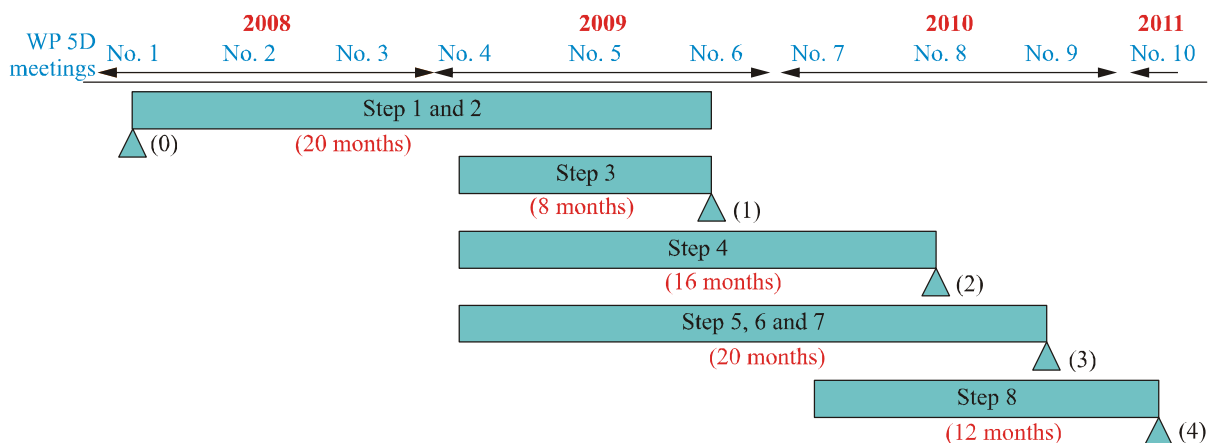 2008 2009 2010 2011
WP 5D meetings No. 1 No. 2 No. 3 No. 4 No. 5 No. 6 No. 7 No. 8 No. 9 No. 10
Step 1 and 2
(0) (20 months)
Step 3
(8 months) (1)
Step 4
(16 months) (2)
Step 5, 6 and 7
(20 months) (3)
Step 8
(12 months) (4)